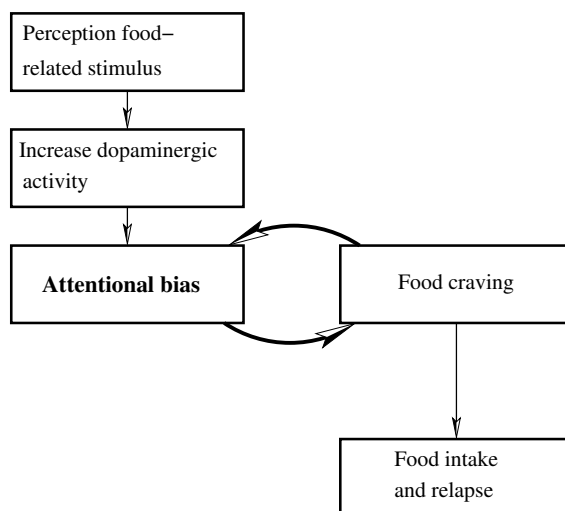 Perception food−
related stimulus
Increase dopaminergic
activity
Attentional bias
Food craving
Food intake
and relapse